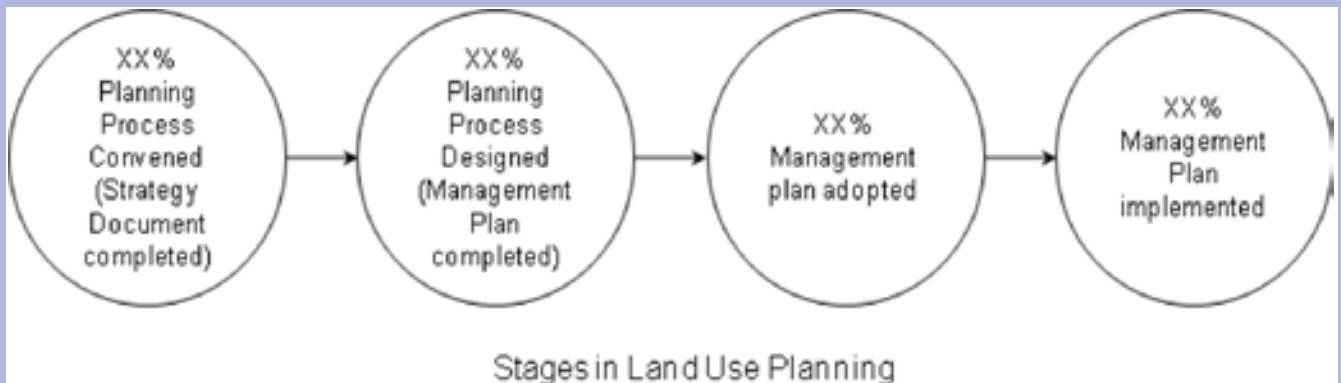 XX%
Planning
Process
Convened
(Strategy
Document
completed)
XX%
Planning
Process
Designed
(Management
Plan
completed)
XX%
Management
plan adopted
XX%
Management
Plan
implemented
Stages in Land Use Planning